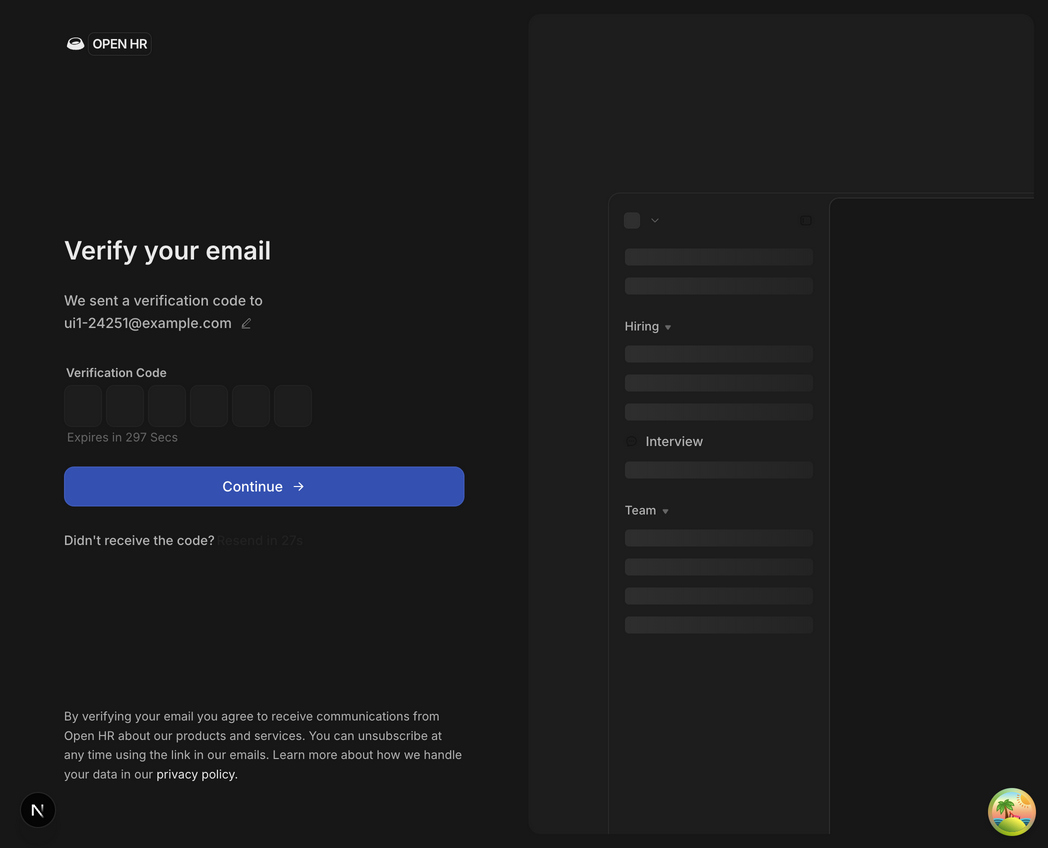 OPEN HR
Verify your email
We sent a verification code to
ui1-24251@example.com
Verification Code
Expires in 297 Secs
Continue
Didn't receive the code? Resend in 27s
By verifying your email you agree to receive communications from
Open HR about our products and services. You can unsubscribe at
any time using the link in our emails. Learn more about how we handle
your data in our privacy policy.
N
Hiring
Interview
Team